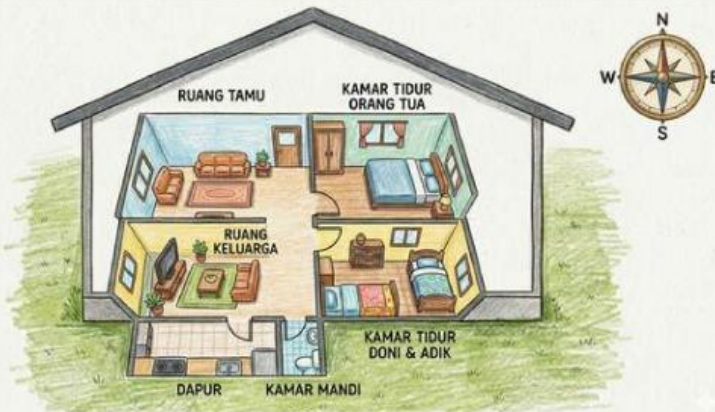 N
W E
S
RUANG TAMU
KAMAR TIDUR
ORANG TUA
RUANG
KELUARGA
KAMAR TIDUR
DONI & ADIK
DAPUR
KAMAR MANDI